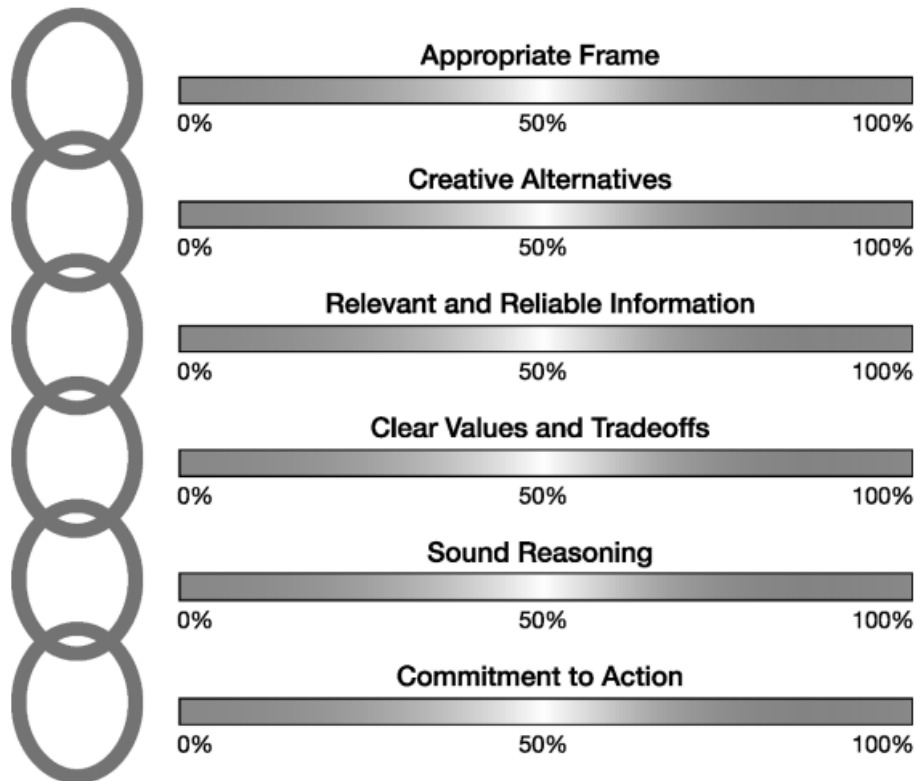 Appropriate Frame
0% 50% 100%
Creative Alternatives
0% 50% 100%
Relevant and Reliable Information
0% 50% 100%
Clear Values and Tradeoffs
0% 50% 100%
Sound Reasoning
0% 50% 100%
Commitment to Action
0% 50% 100%